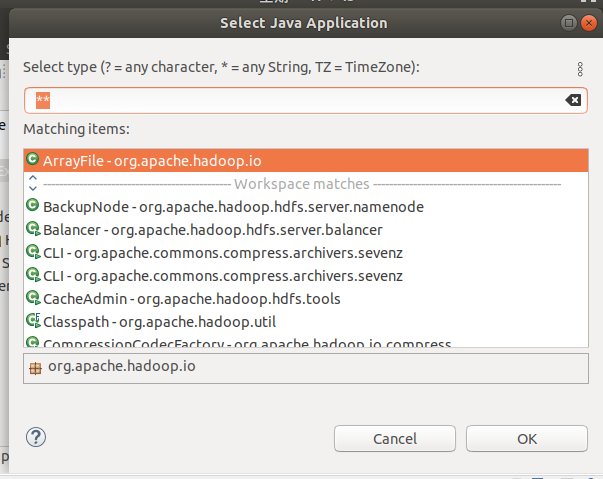 Select Java Application
Select type (? = any character, * = any String, TZ = TimeZone):
**
Matching items:
ArrayFile - org.apache.hadoop.io
Workspace matches
BackupNode - org.apache.hadoop.hdfs.server.namenode
Balancer - org.apache.hadoop.hdfs.server.balancer
CLI - org.apache.commons.compress.archivers.sevenz
CLI - org.apache.commons.compress.archivers.sevenz
CacheAdmin - org.apache.hadoop.hdfs.tools
Classpath - org.apache.hadoop.util
CompressionCodecFactory - org.apache.hadoop.io.compress
org.apache.hadoop.io
Cancel
OK